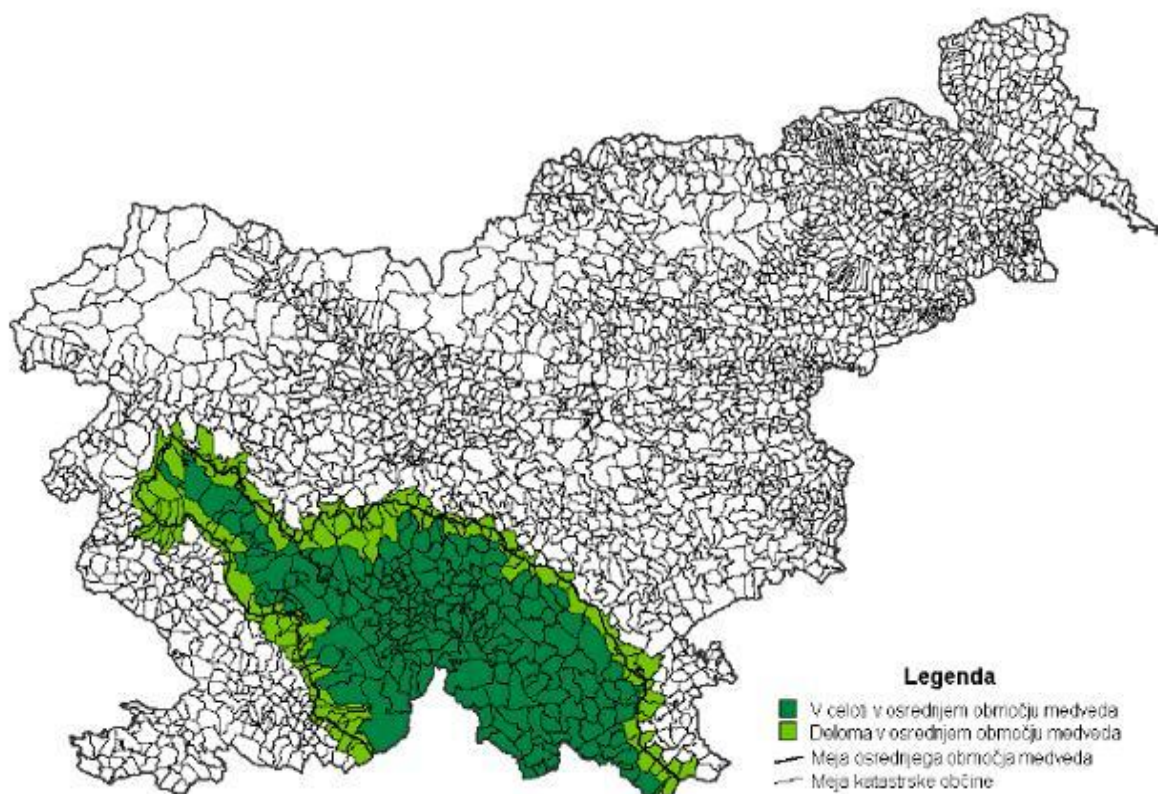 Legenda
V celoti v osrednjem območju medveda
Deloma v osrednjem območju medveda
Meja osrednjega območja medveda
Meja katastrske občine